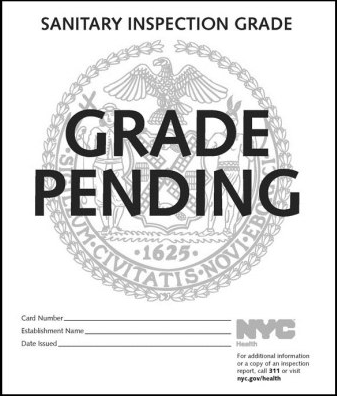 SANITARY INSPECTION GRADE
GRADE
PENDING
SIGILLUM CIVITATIS NOVI EBORACI
·1625·
Card Number
Establishment Name
Date Issued
NYC
Health
For additional information
or a copy of an inspection
report, call 311 or visit
nyc.gov/health